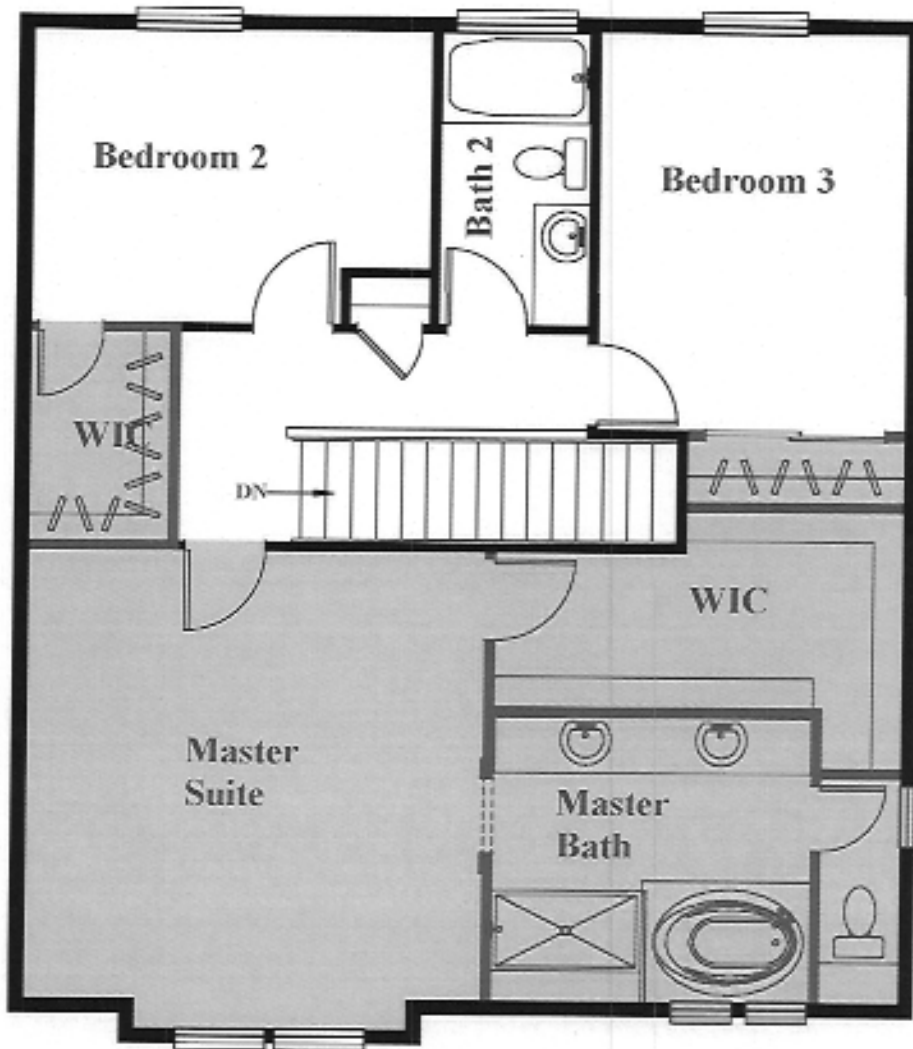 Bedroom 2
Bath 2
Bedroom 3
WIC
DN
WIC
Master
Suite
Master
Bath